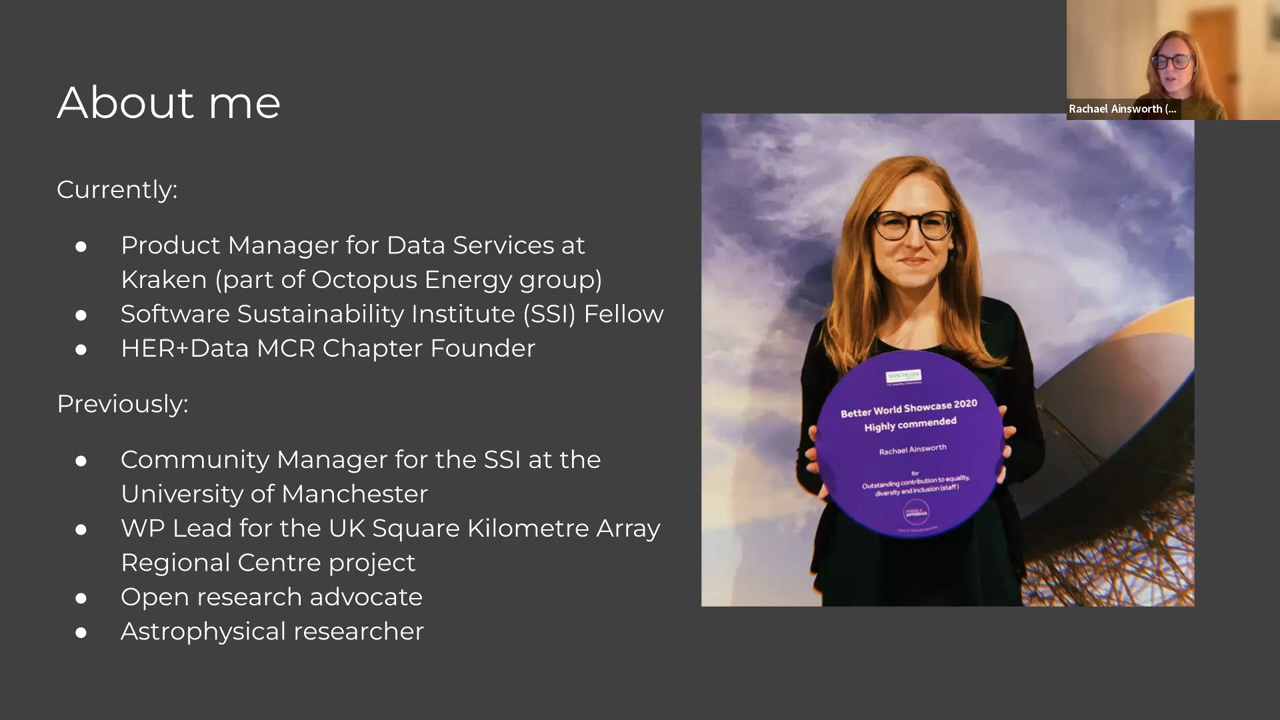 About me
Currently:
● Product Manager for Data Services at
Kraken (part of Octopus Energy group)
● Software Sustainability Institute (SSI) Fellow
● HER+Data MCR Chapter Founder
Previously:
● Community Manager for the SSI at the
University of Manchester
● WP Lead for the UK Square Kilometre Array
Regional Centre project
● Open research advocate
● Astrophysical researcher
Rachael Ainsworth (...
Better World Showcase 2020
Highly commended
Rachael Ainsworth
for
Outstanding contribution to equality,
diversity and inclusion (staff)